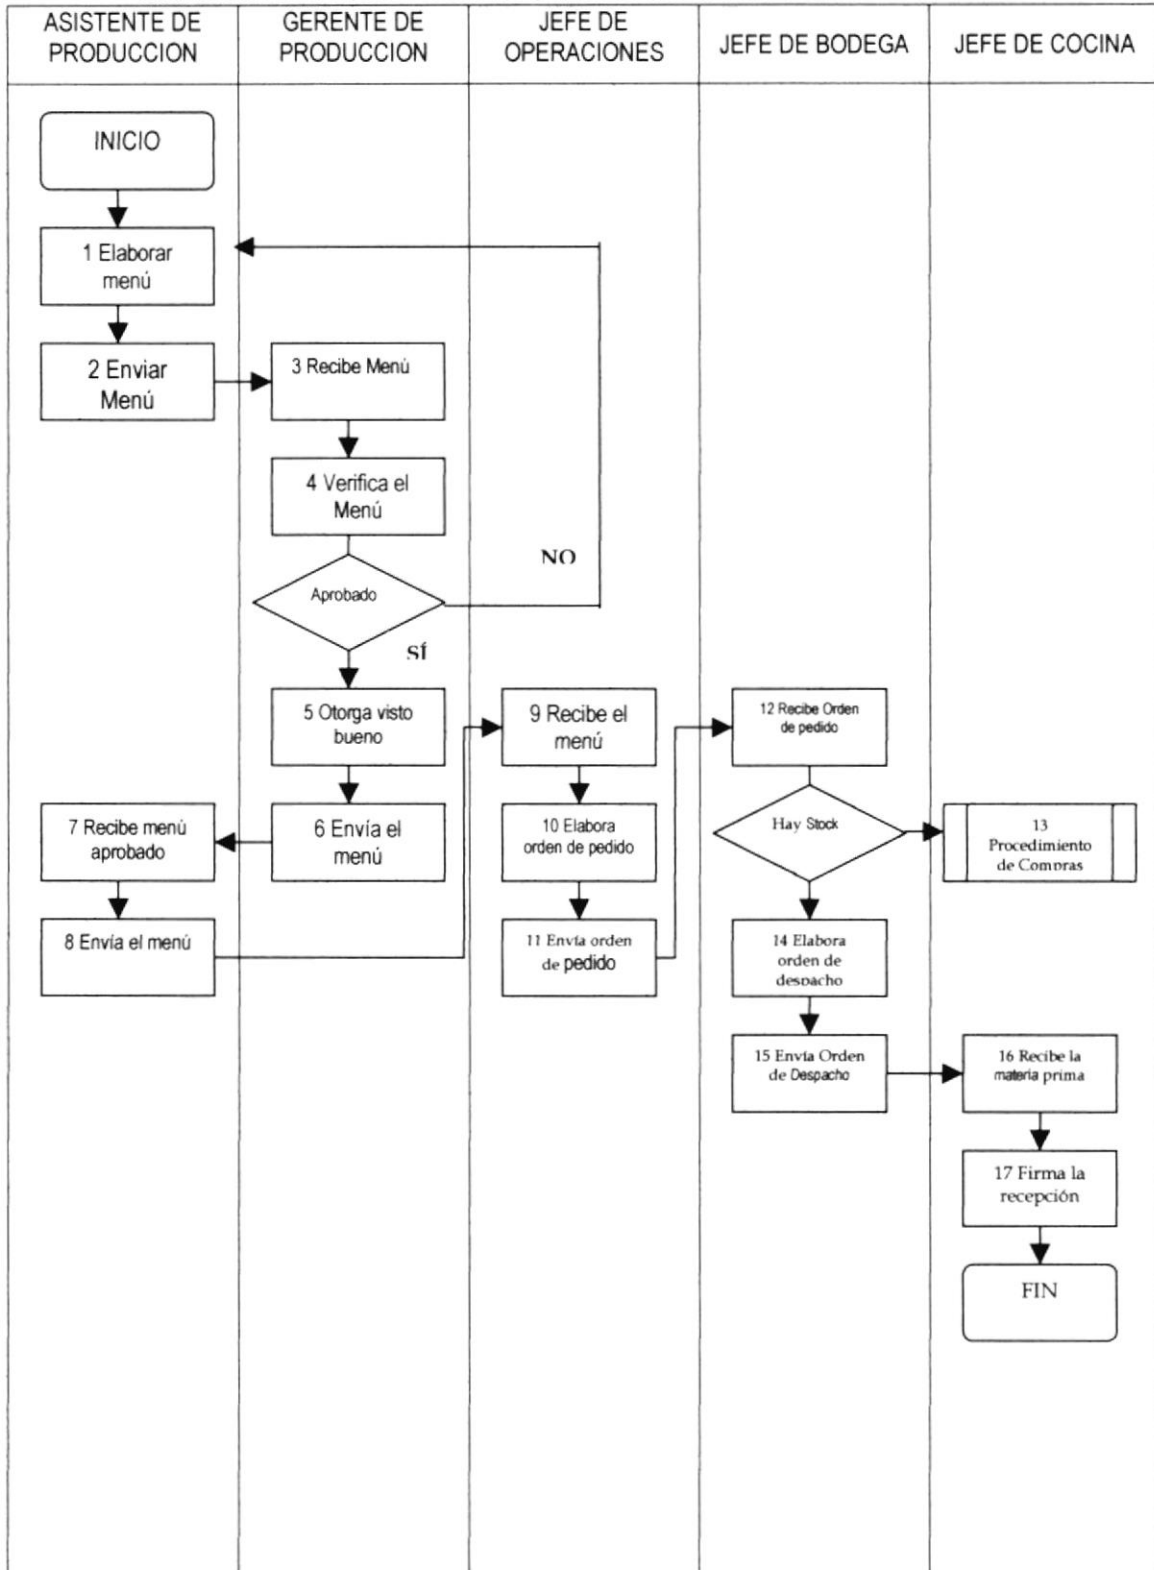 ASISTENTE DE
PRODUCCION
GERENTE DE
PRODUCCION
JEFE DE
OPERACIONES
JEFE DE BODEGA
JEFE DE COCINA
INICIO
1 Elaborar
menú
2 Enviar
Menú
3 Recibe Menú
4 Verifica el
Menú
NO
Aprobado
SÍ
5 Otorga visto
bueno
6 Envía el
menú
7 Recibe menú
aprobado
8 Envía el menú
9 Recibe el
menú
10 Elabora
orden de pedido
11 Envía orden
de pedido
12 Recibe Orden
de pedido
Hay Stock
13
Procedimiento
de Compras
14 Elabora
orden de
despacho
15 Envía Orden
de Despacho
16 Recibe la
materia prima
17 Firma la
recepción
FIN